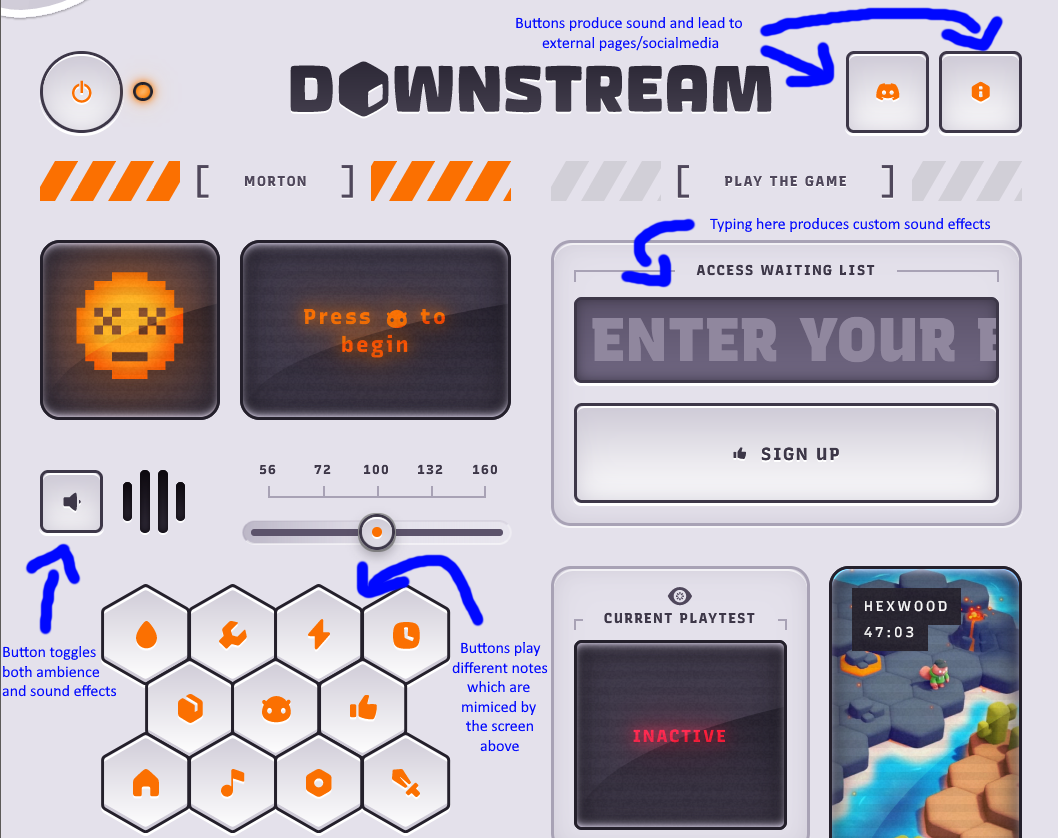 Buttons produce sound and lead to
external pages/socialmedia
DOWNSTREAM
[ MORTON ]
[ PLAY THE GAME ]
Typing here produces custom sound effects
ACCESS WAITING LIST
ENTER YOUR E
Press to
begin
SIGN UP
56 72 100 132 160
Button toggles
both ambience
and sound effects
Buttons play
different notes
which are
mimiced by
the screen
above
CURRENT PLAYTEST
INACTIVE
HEXWOOD
47:03